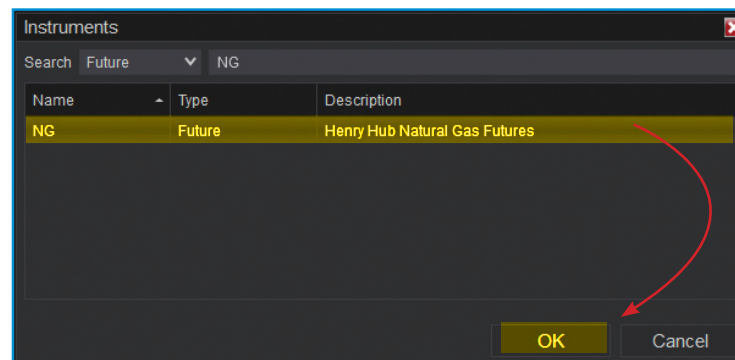 Instruments
Search Future NG
Name Type Description
NG Future Henry Hub Natural Gas Futures
OK Cancel